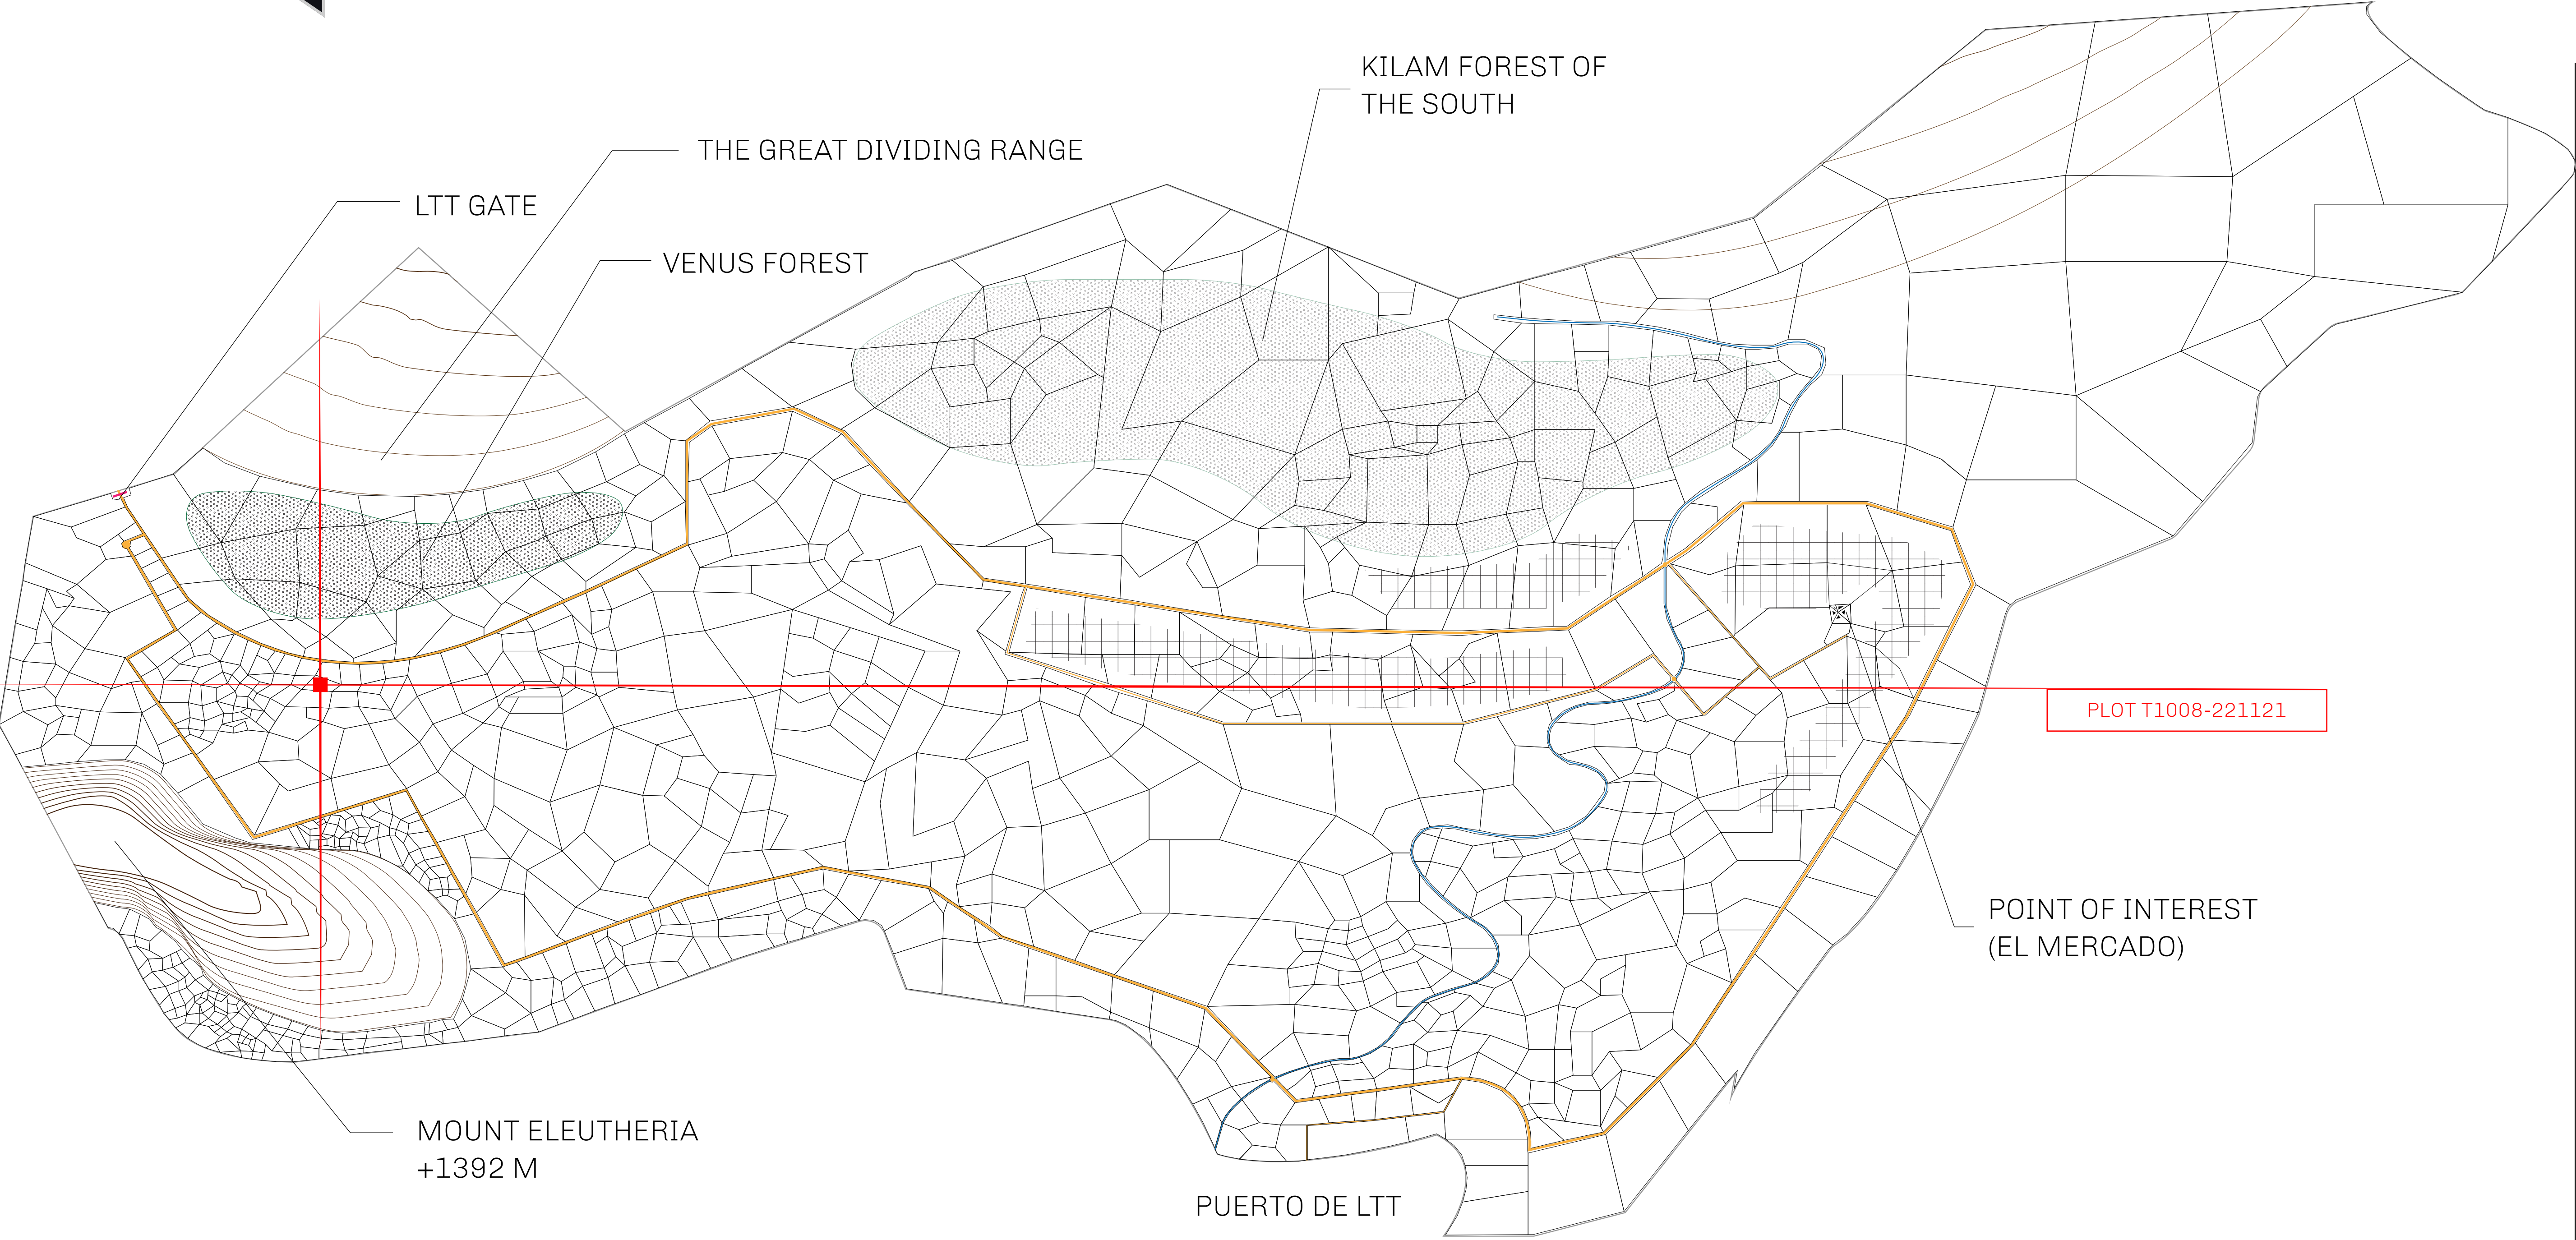 KILAM FOREST OF
THE SOUTH
THE GREAT DIVIDING RANGE
LTT GATE
VENUS FOREST
PLOT T1008-221121
POINT OF INTEREST
(EL MERCADO)
MOUNT ELEUTHERIA
+1392 M
PUERTO DE LTT